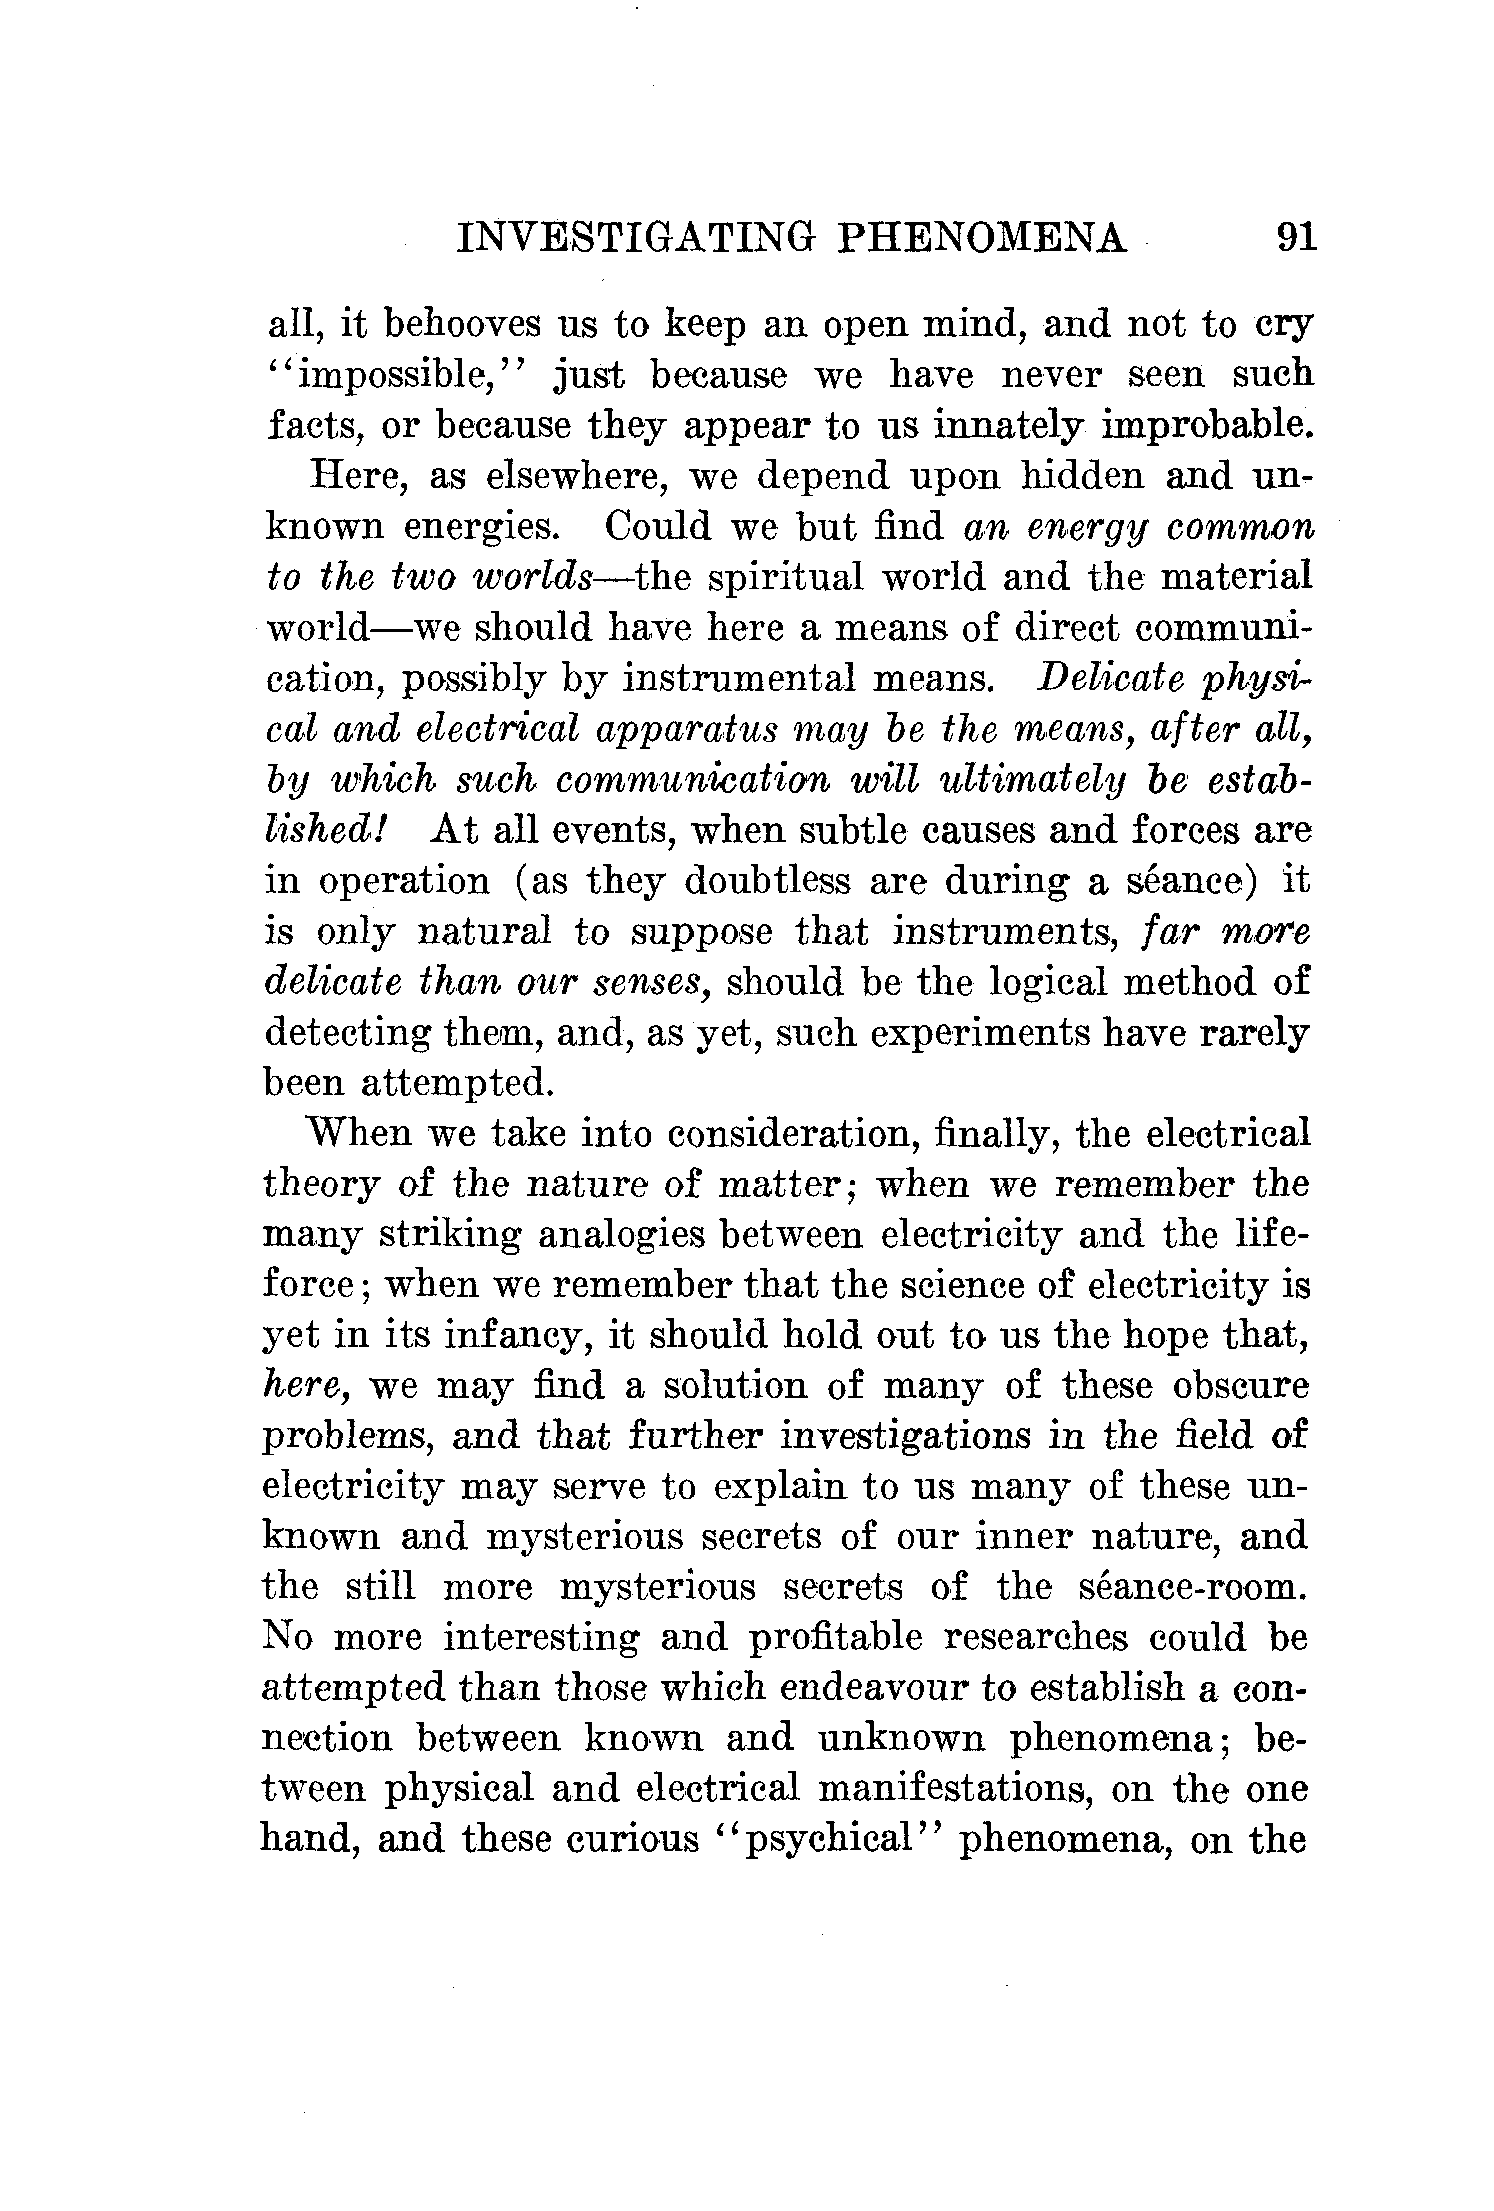 INVESTIGATING PHENOMENA 91
all, it behooves us to keep an open mind, and not to cry
“impossible,” just because we have never seen such
facts, or because they appear to us innately improbable.
Here, as elsewhere, we depend upon hidden and un-
known energies. Could we but find an energy common
to the two worlds—the spiritual world and the material
world—we should have here a means of direct communi-
cation, possibly by instrumental means. Delicate physi-
cal and electrical apparatus may be the means, after all,
by which such communication will ultimately be estab-
lished! At all events, when subtle causes and forces are
in operation (as they doubtless are during a séance) it
is only natural to suppose that instruments, far more
delicate than our senses, should be the logical method of
detecting them, and, as yet, such experiments have rarely
been attempted.
When we take into consideration, finally, the electrical
theory of the nature of matter; when we remember the
many striking analogies between electricity and the life-
force; when we remember that the science of electricity is
yet in its infancy, it should hold out to us the hope that,
here, we may find a solution of many of these obscure
problems, and that further investigations in the field of
electricity may serve to explain to us many of these un-
known and mysterious secrets of our inner nature, and
the still more mysterious secrets of the séance-room.
No more interesting and profitable researches could be
attempted than those which endeavour to establish a con-
nection between known and unknown phenomena; be-
tween physical and electrical manifestations, on the one
hand, and these curious “psychical” phenomena, on the